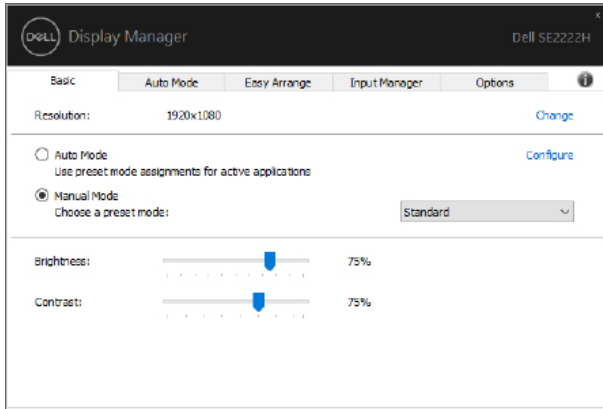 DELL Display Manager Dell SE2222H
Basic Auto Mode Easy Arrange Input Manager Options
Resolution: 1920x1080 Change
Auto Mode Configure
Use preset mode assignments for active applications
Manual Mode
Choose a preset mode: Standard
Brightness: 75%
Contrast: 75%